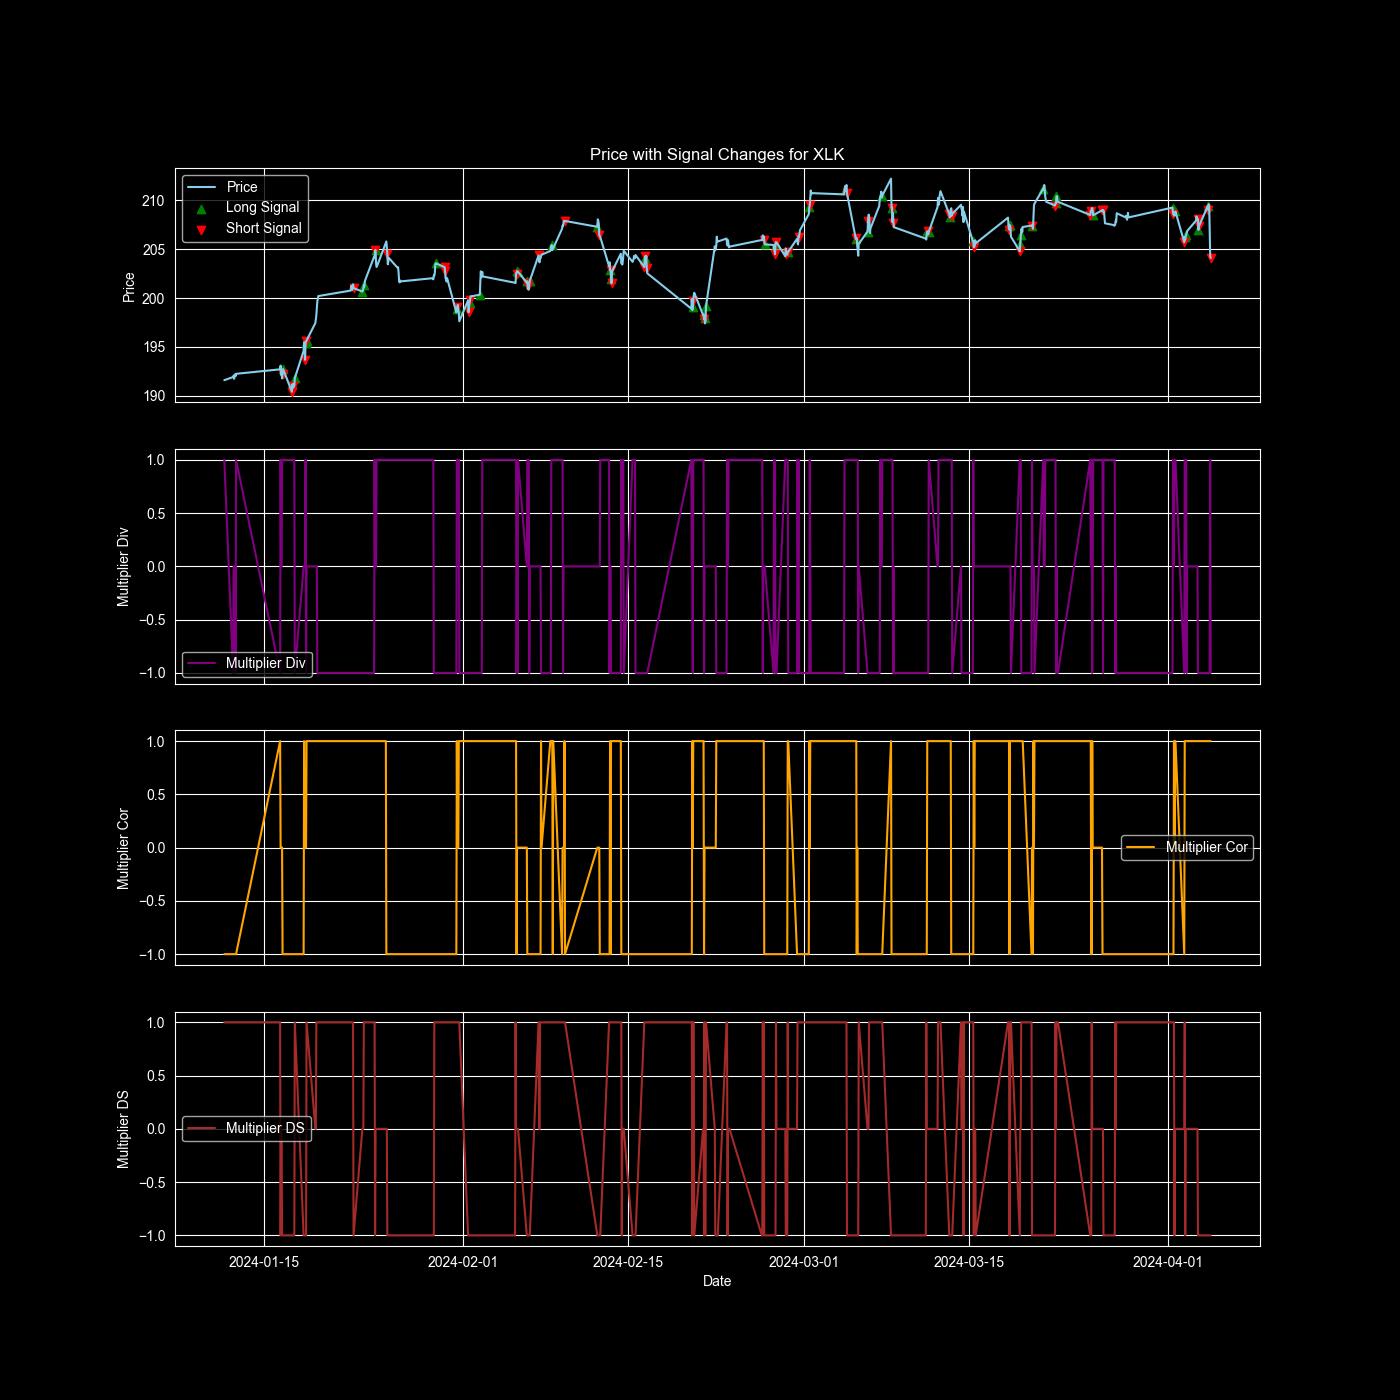 Price with Signal Changes for XLK
Price
Long Signal
Short Signal
210
205
200
195
190
Price
1.0
0.5
0.0
−0.5
−1.0
Multiplier Div
Multiplier Div
1.0
0.5
0.0
−0.5
−1.0
Multiplier Cor
Multiplier Cor
1.0
0.5
0.0
−0.5
−1.0
Multiplier DS
Multiplier DS
2024-01-15 2024-02-01 2024-02-15 2024-03-01 2024-03-15 2024-04-01
Date